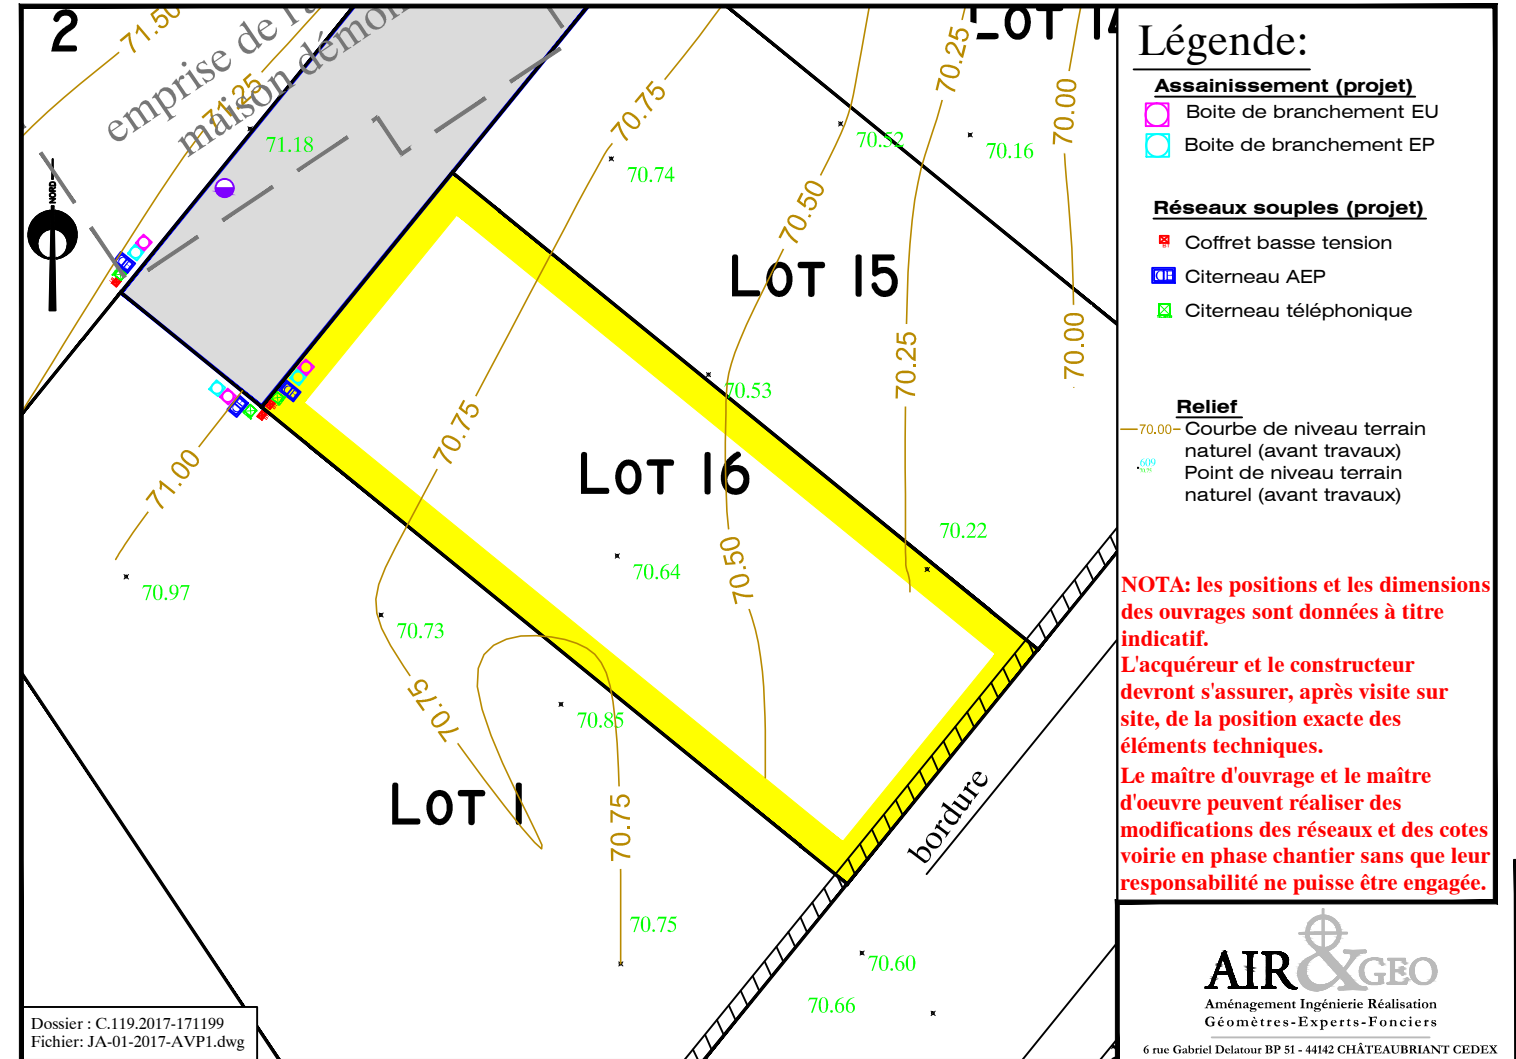 2
71.50
emprise de l'a
maison démon
71.25
71.18
NORD
70.75
70.74
70.52
70.25
70.16
70.00
LOT 14
70.50
LOT 15
70.00
70.25
70.53
70.75
71.00
LOT 16
70.22
70.50
70.64
70.97
70.73
70.75
70.85
LOT 1
70.75
bordure
70.75
70.60
70.66
Dossier : C.119.2017-171199
Fichier: JA-01-2017-AVP1.dwg
Légende:
Assainissement (projet)
Boite de branchement EU
Boite de branchement EP
Réseaux souples (projet)
Coffret basse tension
Citerneau AEP
Citerneau téléphonique
Relief
70.00 Courbe de niveau terrain
naturel (avant travaux)
609
Point de niveau terrain
naturel (avant travaux)
NOTA: les positions et les dimensions
des ouvrages sont données à titre
indicatif.
L'acquéreur et le constructeur
devront s'assurer, après visite sur
site, de la position exacte des
éléments techniques.
Le maître d'ouvrage et le maître
d'oeuvre peuvent réaliser des
modifications des réseaux et des cotes
voirie en phase chantier sans que leur
responsabilité ne puisse être engagée.
AIR & GEO
Aménagement Ingénierie Réalisation
Géomètres-Experts-Fonciers
6 rue Gabriel Delatour BP 51 - 44142 CHÂTEAUBRIANT CEDEX